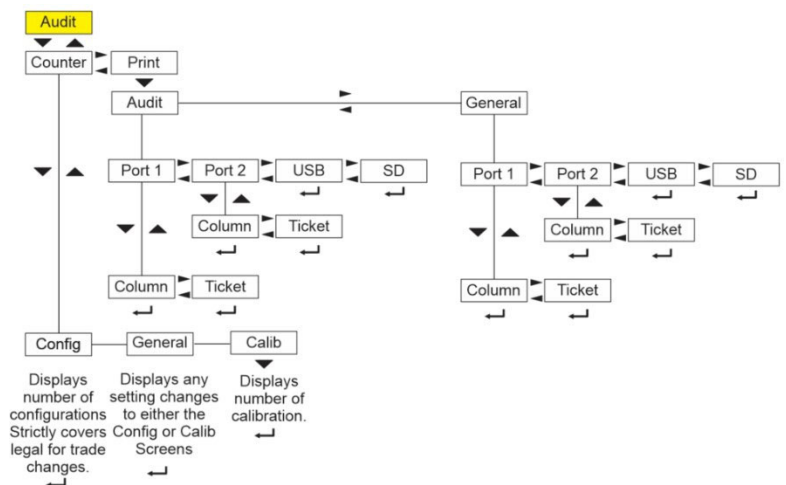 Audit
Counter Print
Audit General
Port 1 Port 2 USB SD Port 1 Port 2 USB SD
Column Ticket Column Ticket
Column Ticket Column Ticket
Config General Calib
Displays
number of
configurations
Strictly covers
legal for trade
changes.
Displays any
setting changes
to either the
Config or Calib
Screens
Displays
number of
calibration.